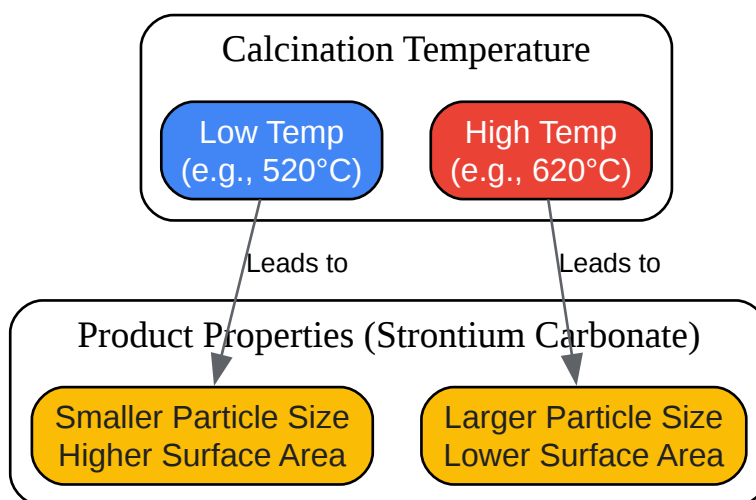 Calcination Temperature
Low Temp
(e.g., 520°C)
High Temp
(e.g., 620°C)
Leads to
Leads to
Product Properties (Strontium Carbonate)
Smaller Particle Size
Higher Surface Area
Larger Particle Size
Lower Surface Area